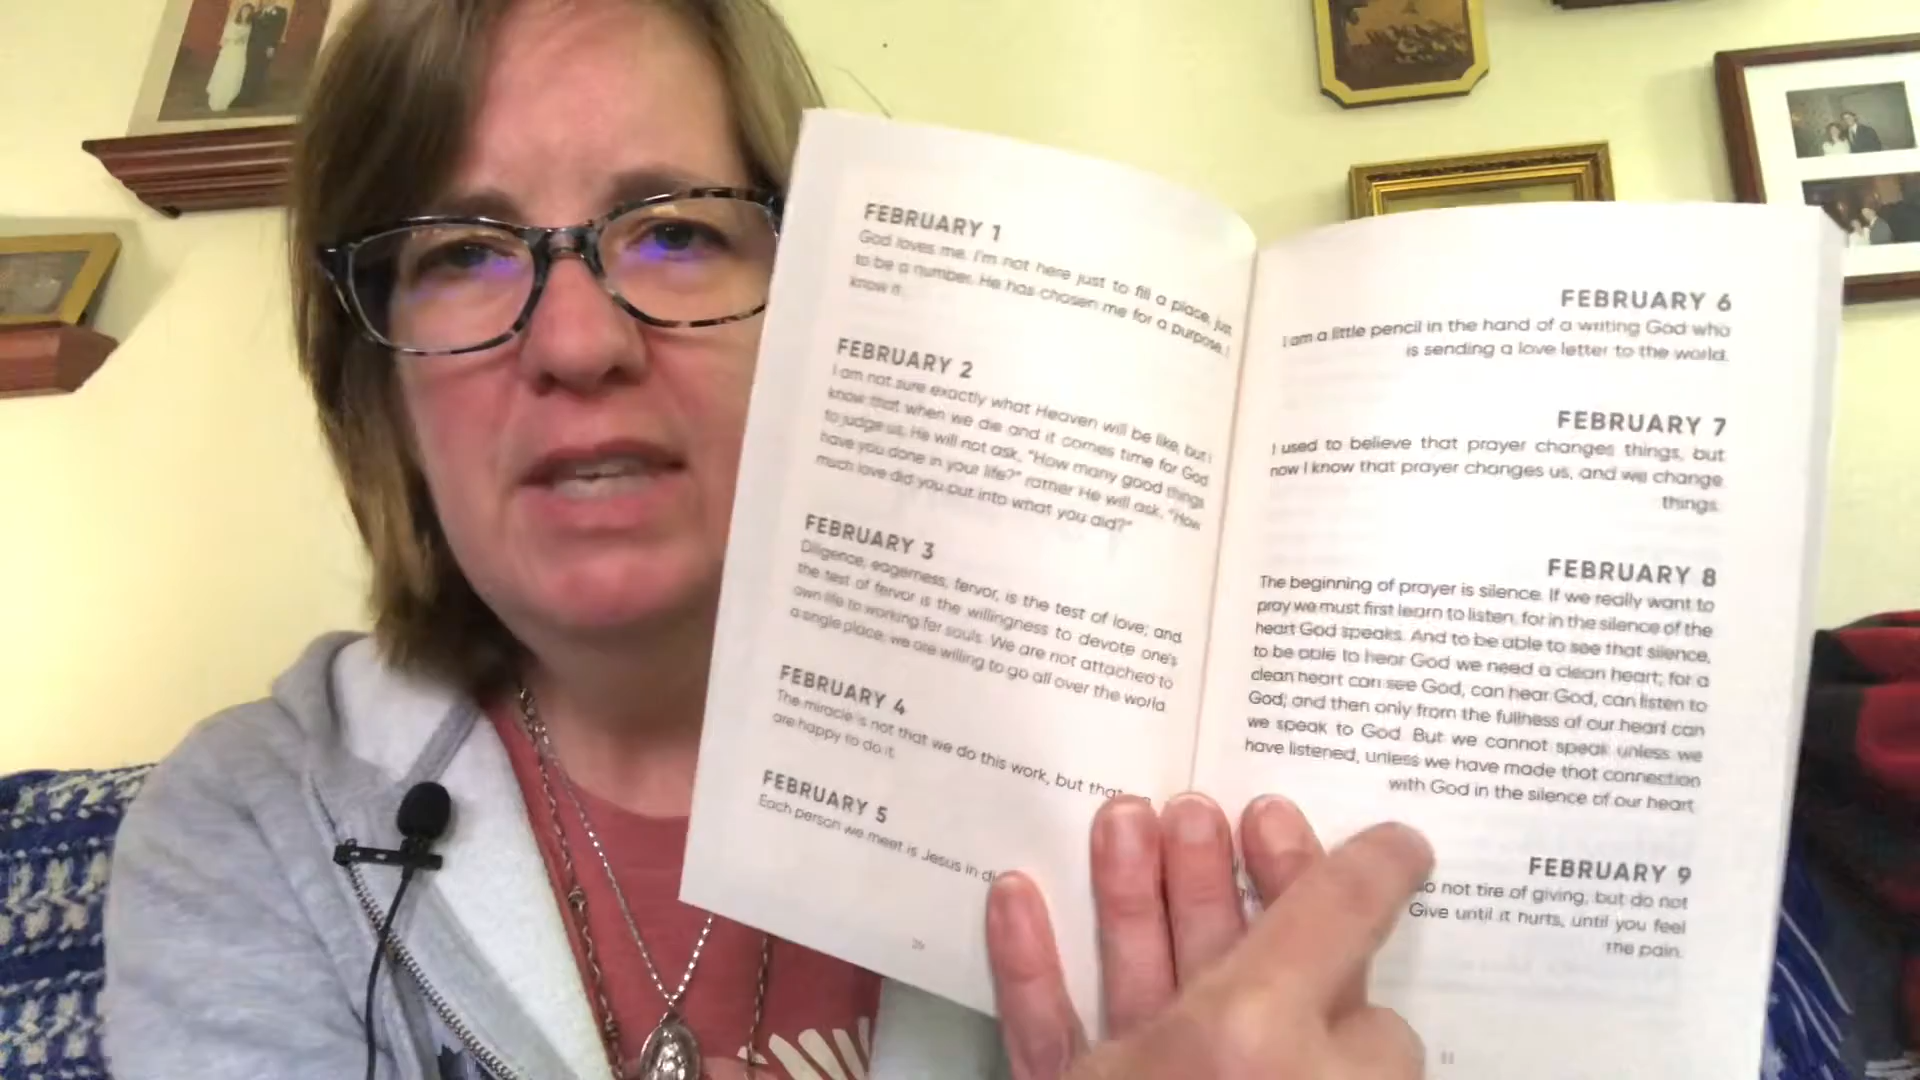 FEBRUARY 1
God loves me. I'm not here just to fill a place, just
to be a number. He has chosen me for a purpose. I
know it.
FEBRUARY 2
I am not sure exactly what Heaven will be like, but I
know that when we die and it comes time for God
to judge us, He will not ask, "How many good things
have you done in your life?" rather He will ask, "How
much love did you put into what you did?"
FEBRUARY 3
Diligence, eagerness, fervor, is the test of love; and
the test of fervor is the willingness to devote one's
own life to working for souls. We are not attached to
a single place; we are willing to go all over the world.
FEBRUARY 4
The miracle is not that we do this work, but that
are happy to do it.
FEBRUARY 5
Each person we meet is Jesus in
FEBRUARY 6
I am a little pencil in the hand of a writing God who
is sending a love letter to the world.
FEBRUARY 7
I used to believe that prayer changes things, but
now I know that prayer changes us, and we change
things.
FEBRUARY 8
The beginning of prayer is silence. If we really want to
pray we must first learn to listen, for in the silence of the
heart God speaks. And to be able to see that silence,
to be able to hear God we need a clean heart; for a
clean heart can see God, can hear God, can listen to
God; and then only from the fullness of our heart can
we speak to God. But we cannot speak unless we
have listened, unless we have made that connection
with God in the silence of our heart.
FEBRUARY 9
not tire of giving, but do not
Give until it hurts, until you feel
the pain.